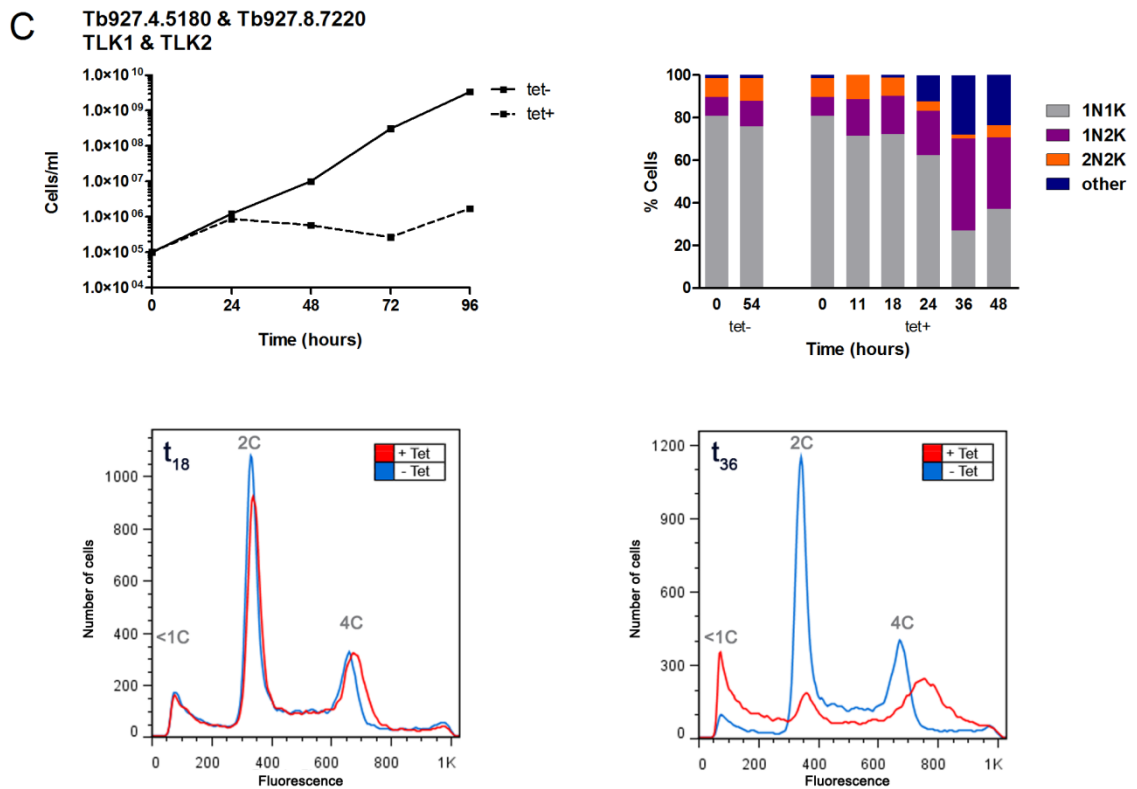 C
Tb927.4.5180 & Tb927.8.7220
TLK1 & TLK2
Cells/ml
1.0×10 10
1.0×10 09
1.0×10 08
1.0×10 07
1.0×10 06
1.0×10 05
1.0×10 04
0 24 48 72 96
Time (hours)
tet-
tet+
% Cells
100
80
60
40
20
0
0 54 0 11 18 24 36 48
tet- tet+
Time (hours)
1N1K
1N2K
2N2K
other
t18
2C
+ Tet
- Tet
Number of cells
1000
800
600
400
200
0
<1C
4C
0 200 400 600 800 1K
Fluorescence
t36
2C
+ Tet
- Tet
Number of cells
1200
900
600
300
0
<1C
4C
0 200 400 600 800 1K
Fluorescence